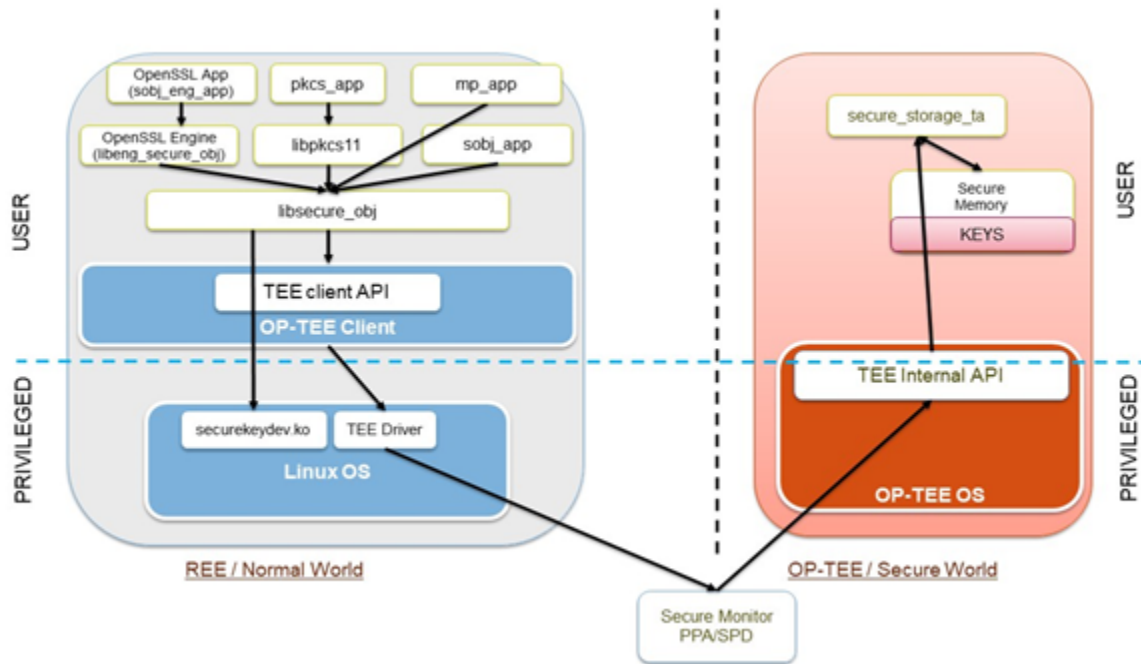 OpenSSL App
(sobj_eng_app)
pkcs_app
mp_app
OpenSSL Engine
(libeng_secure_obj)
libpkcs11
sobj_app
libsecure_obj
TEE client API
OP-TEE Client
securekeydev.ko
TEE Driver
Linux OS
USER
PRIVILEGED
REE / Normal World
secure_storage_ta
Secure
Memory
KEYS
TEE Internal API
OP-TEE OS
USER
PRIVILEGED
OP-TEE / Secure World
Secure Monitor
PPA/SPD